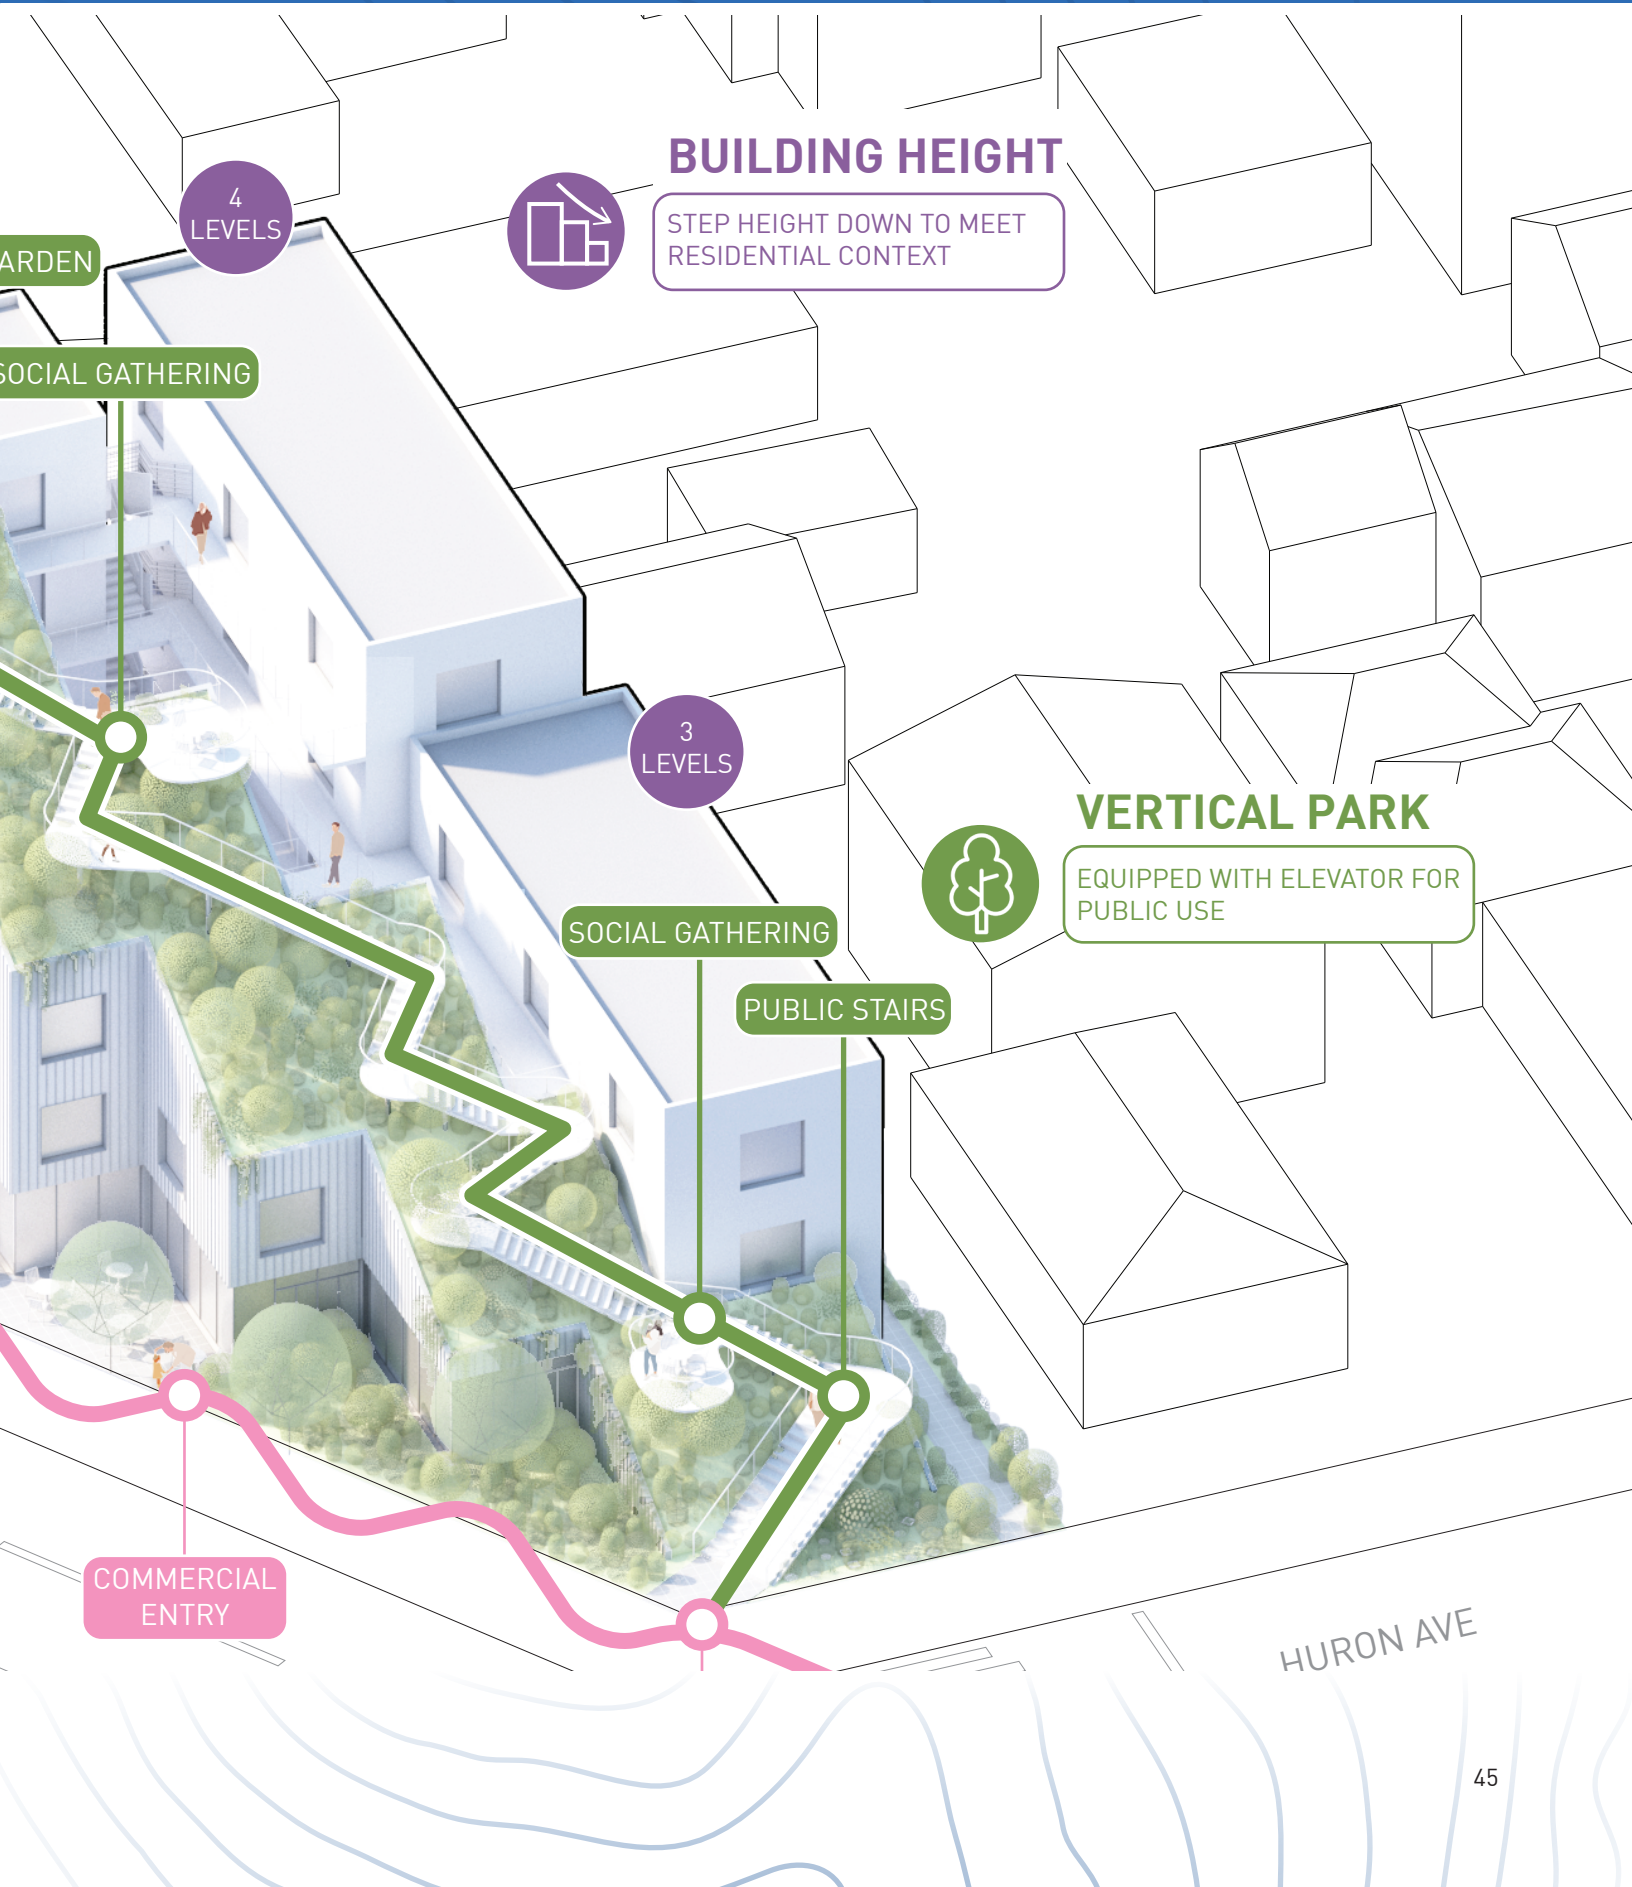 BUILDING HEIGHT
STEP HEIGHT DOWN TO MEET
RESIDENTIAL CONTEXT
4
LEVELS
ARDEN
SOCIAL GATHERING
3
LEVELS
VERTICAL PARK
EQUIPPED WITH ELEVATOR FOR
PUBLIC USE
SOCIAL GATHERING
PUBLIC STAIRS
COMMERCIAL
ENTRY
HURON AVE
45